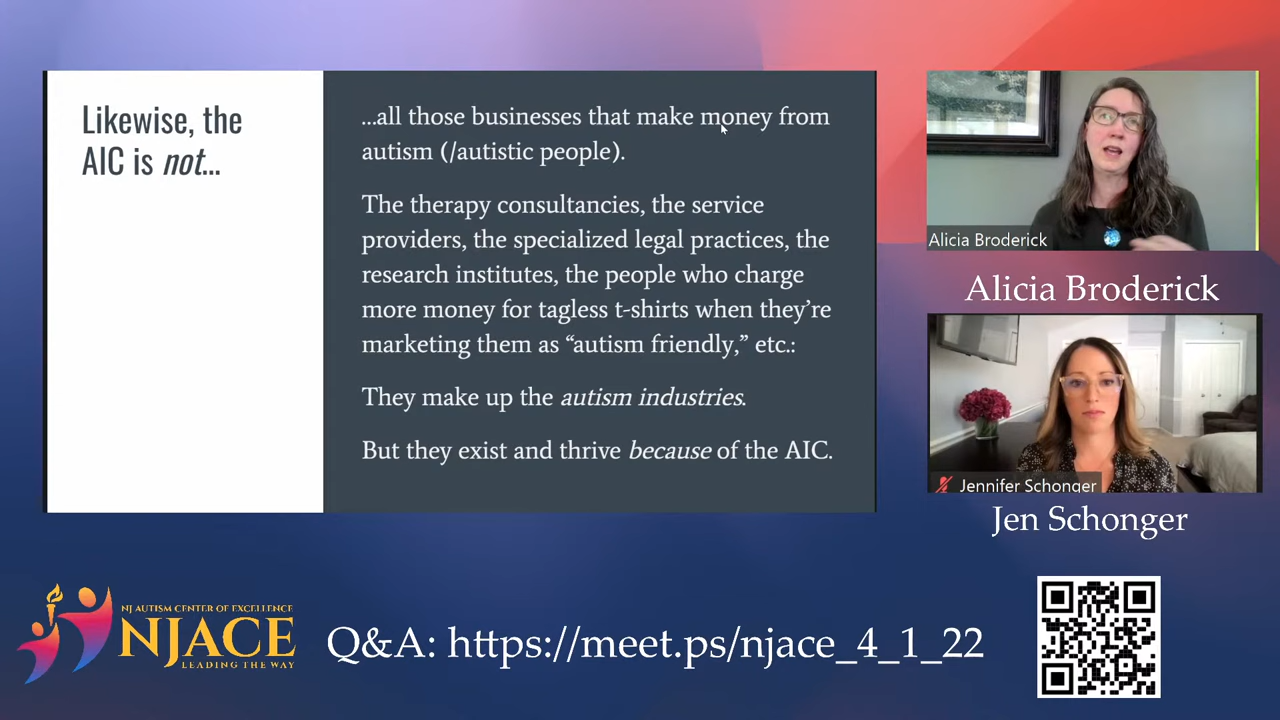 Likewise, the
AIC is not...
...all those businesses that make money from
autism (/autistic people).
The therapy consultancies, the service
providers, the specialized legal practices, the
research institutes, the people who charge
more money for tagless t-shirts when they’re
marketing them as “autism friendly,” etc.:
They make up the autism industries.
But they exist and thrive because of the AIC.
Alicia Broderick
Alicia Broderick
Jennifer Schonger
Jen Schonger
NJ AUTISM CENTER OF EXCELLENCE
NJACE
LEADING THE WAY
Q&A: https://meet.ps/njace_4_1_22